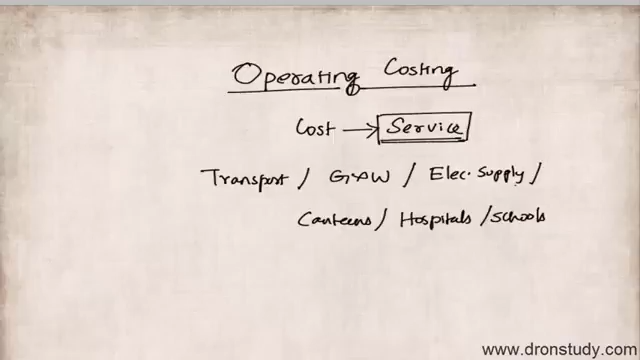 Operating Costing
Cost → Service
Transport / G&W / Elec. Supply /
Canteens / Hospitals / Schools
www.dronstudy.com